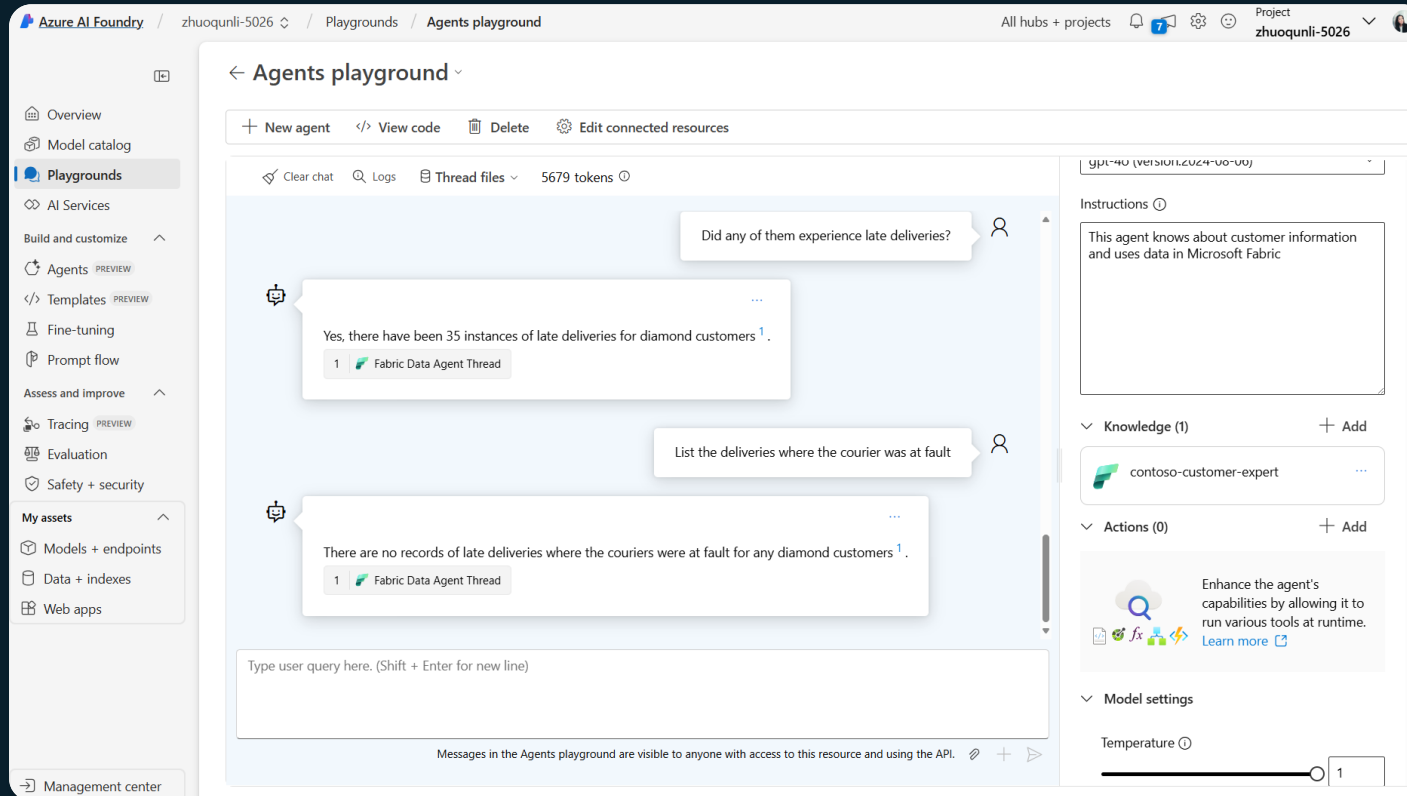 Azure AI Foundry / zhuoqunli-5026 / Playgrounds / Agents playground
All hubs + projects
7
Project
zhuoqunli-5026
Overview
Model catalog
Playgrounds
AI Services
Build and customize
Agents PREVIEW
Templates PREVIEW
Fine-tuning
Prompt flow
Assess and improve
Tracing PREVIEW
Evaluation
Safety + security
My assets
Models + endpoints
Data + indexes
Web apps
Management center
Agents playground
New agent
View code
Delete
Edit connected resources
Clear chat
Logs
Thread files
5679 tokens
Did any of them experience late deliveries?
Yes, there have been 35 instances of late deliveries for diamond customers 1 .
1 Fabric Data Agent Thread
List the deliveries where the courier was at fault
There are no records of late deliveries where the couriers were at fault for any diamond customers 1 .
1 Fabric Data Agent Thread
Type user query here. (Shift + Enter for new line)
Messages in the Agents playground are visible to anyone with access to this resource and using the API.
gpt-4o (version:2024-08-06)
Instructions
This agent knows about customer information
and uses data in Microsoft Fabric
Knowledge (1)
+ Add
contoso-customer-expert
Actions (0)
+ Add
Enhance the agent's
capabilities by allowing it to
run various tools at runtime.
Learn more
Model settings
Temperature
1